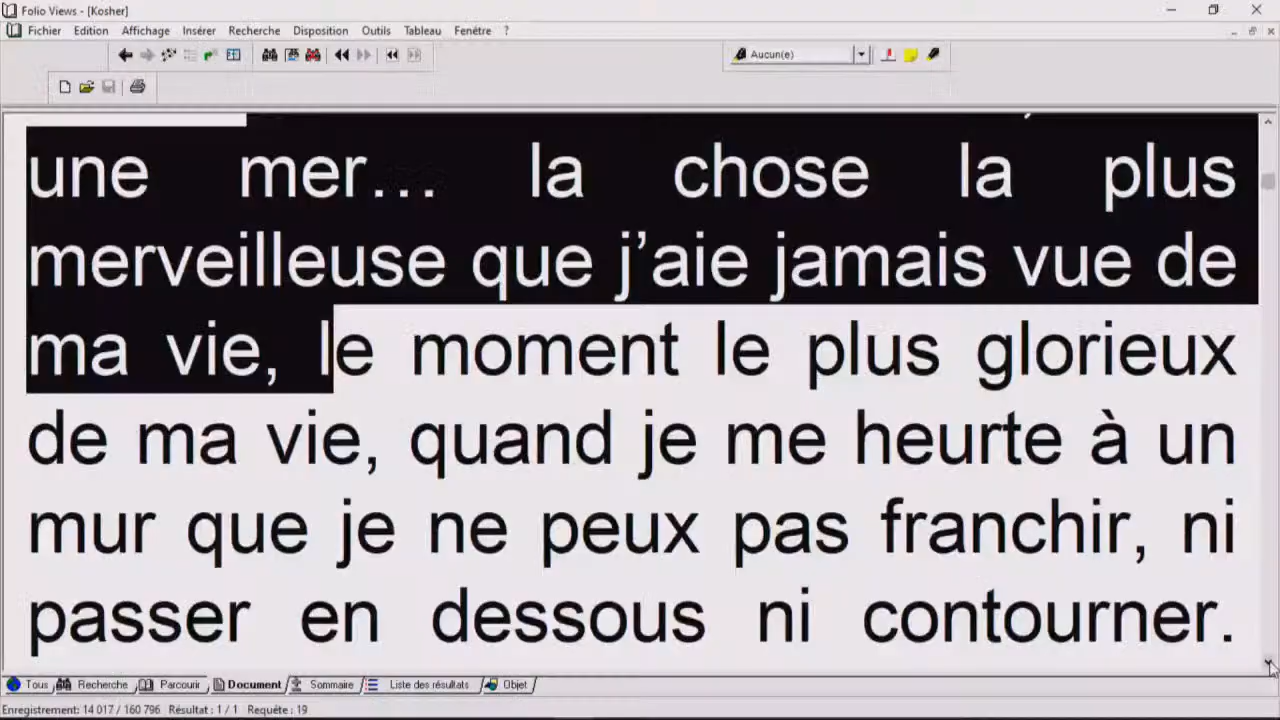 Folio Views - [Kosher]
Fichier Edition Affichage Insérer Recherche Disposition Outils Tableau Fenêtre ?
Aucun(e)
une mer… la chose la plus
merveilleuse que j’aie jamais vue de
ma vie, le moment le plus glorieux
de ma vie, quand je me heurte à un
mur que je ne peux pas franchir, ni
passer en dessous ni contourner.
Tous Recherche Parcourir Document Sommaire Liste des résultats Objet
Enregistrement: 14 017 / 160 796 Résultat : 1 / 1 Requête : 19